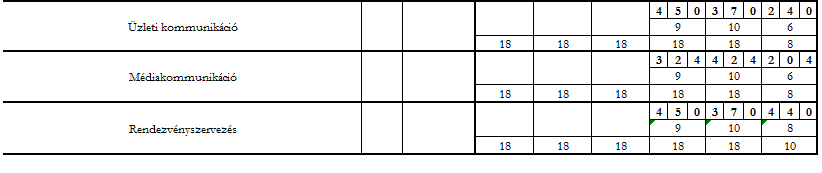 4 5 0 3 7 0 2 4 0
Üzleti kommunikáció 9 10 6
18 18 18 18 18 8
3 2 4 4 2 4 2 0 4
Médiakommunikáció 9 10 6
18 18 18 18 18 8
4 5 0 3 7 0 4 4 0
Rendezvényszervezés 9 10 8
18 18 18 18 18 10